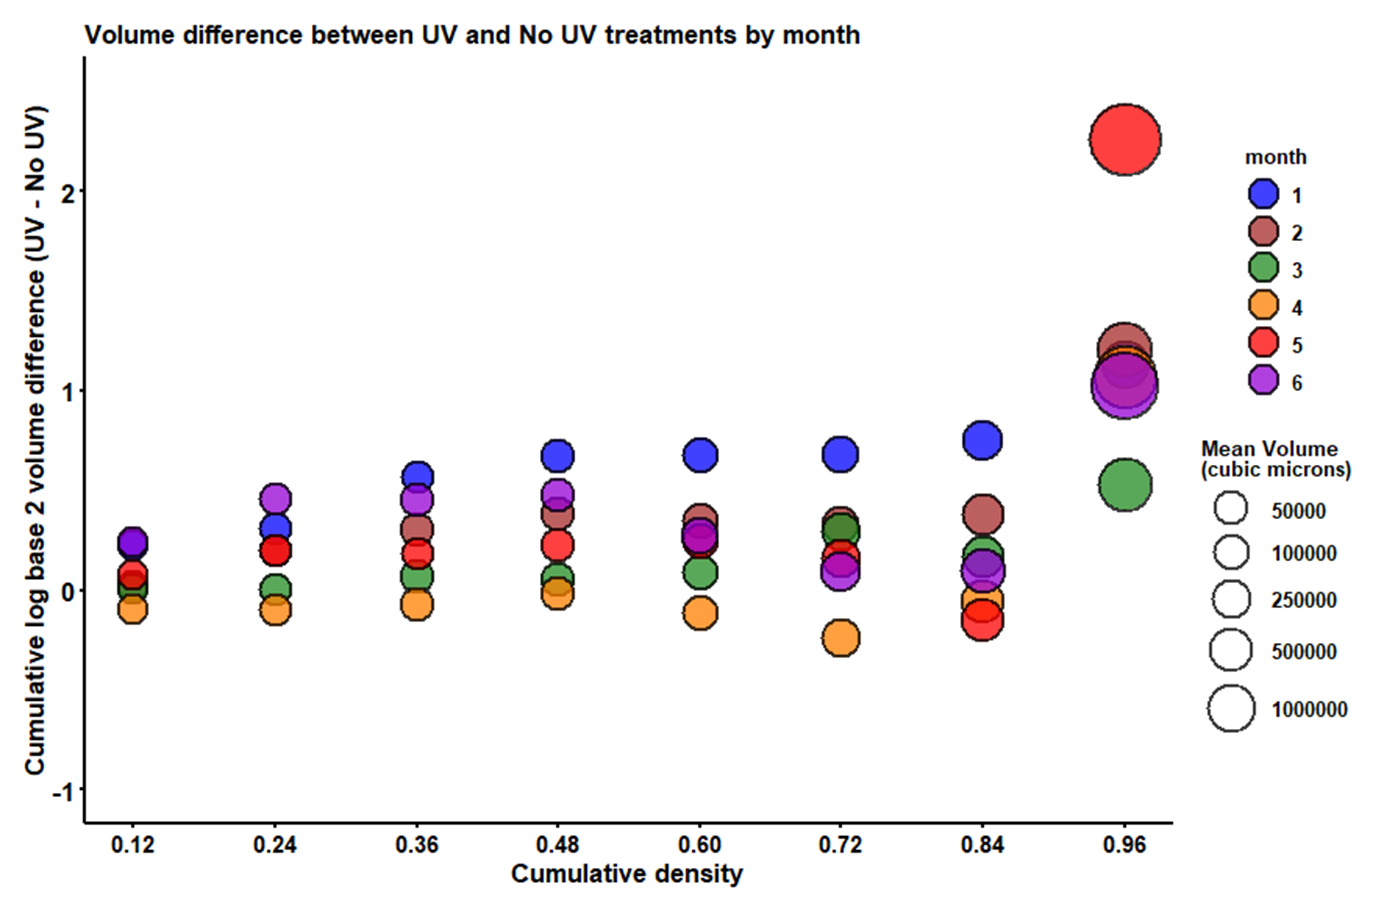 Volume difference between UV and No UV treatments by month
Cumulative log base 2 volume difference (UV - No UV)
2
1
0
-1
0.12 0.24 0.36 0.48 0.60 0.72 0.84 0.96
Cumulative density
month
1
2
3
4
5
6
Mean Volume
(cubic microns)
50000
100000
250000
500000
1000000